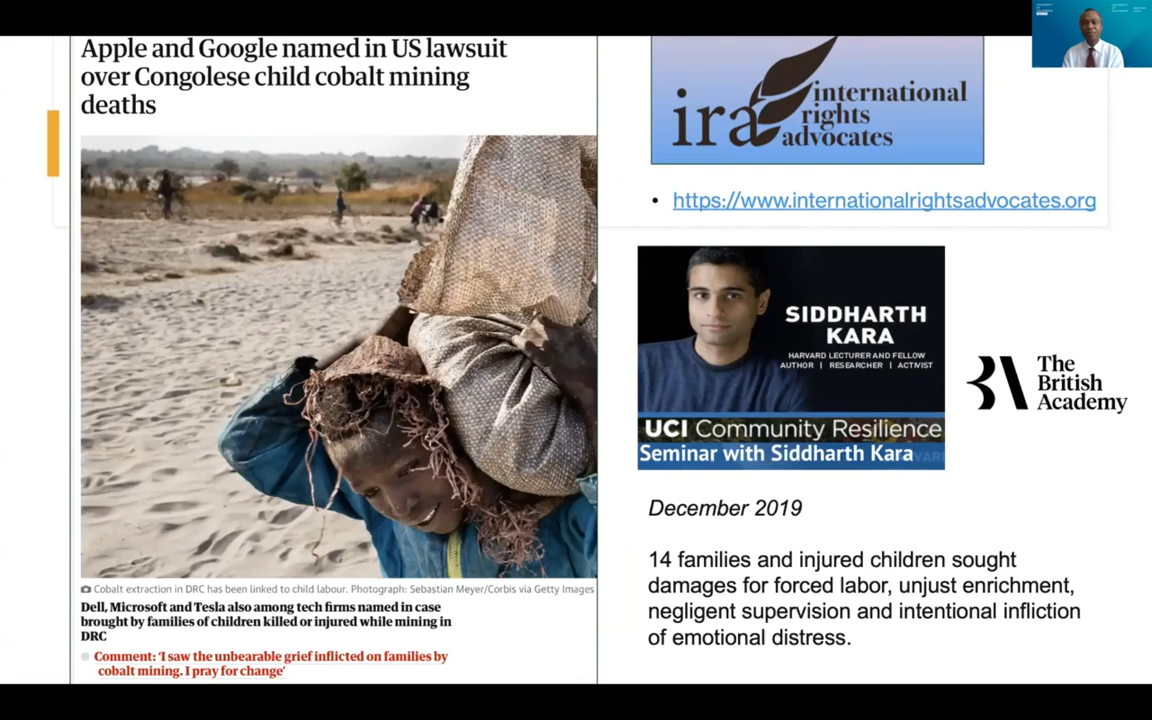 Apple and Google named in US lawsuit
over Congolese child cobalt mining
deaths
Cobalt extraction in DRC has been linked to child labour. Photograph: Sebastian Meyer/Corbis via Getty Images
Dell, Microsoft and Tesla also among tech firms named in case
brought by families of children killed or injured while mining in
DRC
Comment: ‘I saw the unbearable grief inflicted on families by
cobalt mining. I pray for change’
ira international
rights
advocates
• https://www.internationalrightsadvocates.org
SIDDHARTH
KARA
HARVARD LECTURER AND FELLOW
AUTHOR | RESEARCHER | ACTIVIST
UCI Community Resilience
Seminar with Siddharth Kara
The
British
Academy
December 2019
14 families and injured children sought
damages for forced labor, unjust enrichment,
negligent supervision and intentional infliction
of emotional distress.